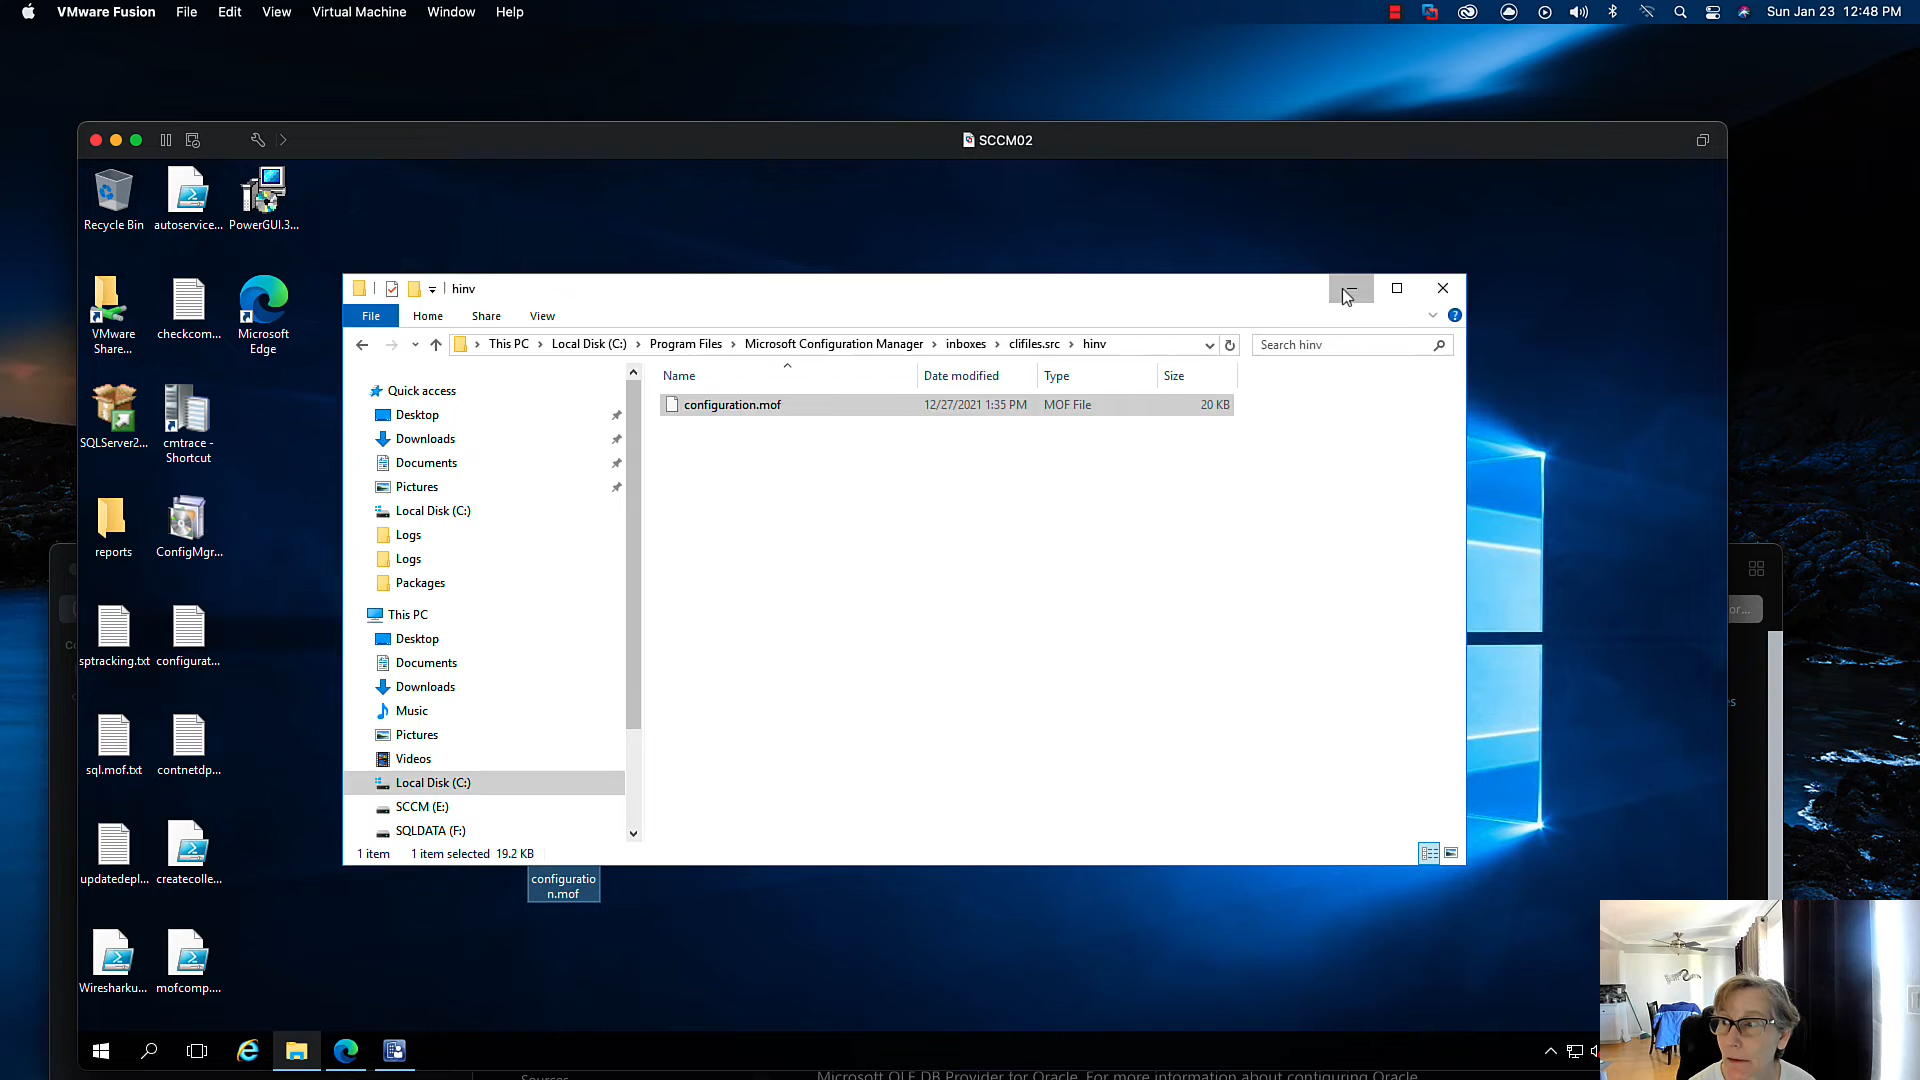 VMware Fusion File Edit View Virtual Machine Window Help
Sun Jan 23 12:48 PM
SCCM02
Recycle Bin autoservice... PowerGUI.3...
hinv
File Home Share View
This PC Local Disk (C:) Program Files Microsoft Configuration Manager inboxes clifiles.src hinv
Search hinv
Name Date modified Type Size
configuration.mof 12/27/2021 1:35 PM MOF File 20 KB
Quick access
Desktop
Downloads
Documents
Pictures
Local Disk (C:)
Logs
Logs
Packages
This PC
Desktop
Documents
Downloads
Music
Pictures
Videos
Local Disk (C:)
SCCM (E:)
SQLDATA (F:)
1 item 1 item selected 19.2 KB
VMware
Share...
checkcom...
Microsoft
Edge
SQLServer2...
cmtrace -
Shortcut
reports ConfigMgr...
sptracking.txt configurat...
sql.mof.txt contnetdp...
updatedepl... createcolle...
configuratio
n.mof
Wiresharku... mofcomp....
Sources
Microsoft OLE DB Provider for Oracle. For more information about configuring Oracle